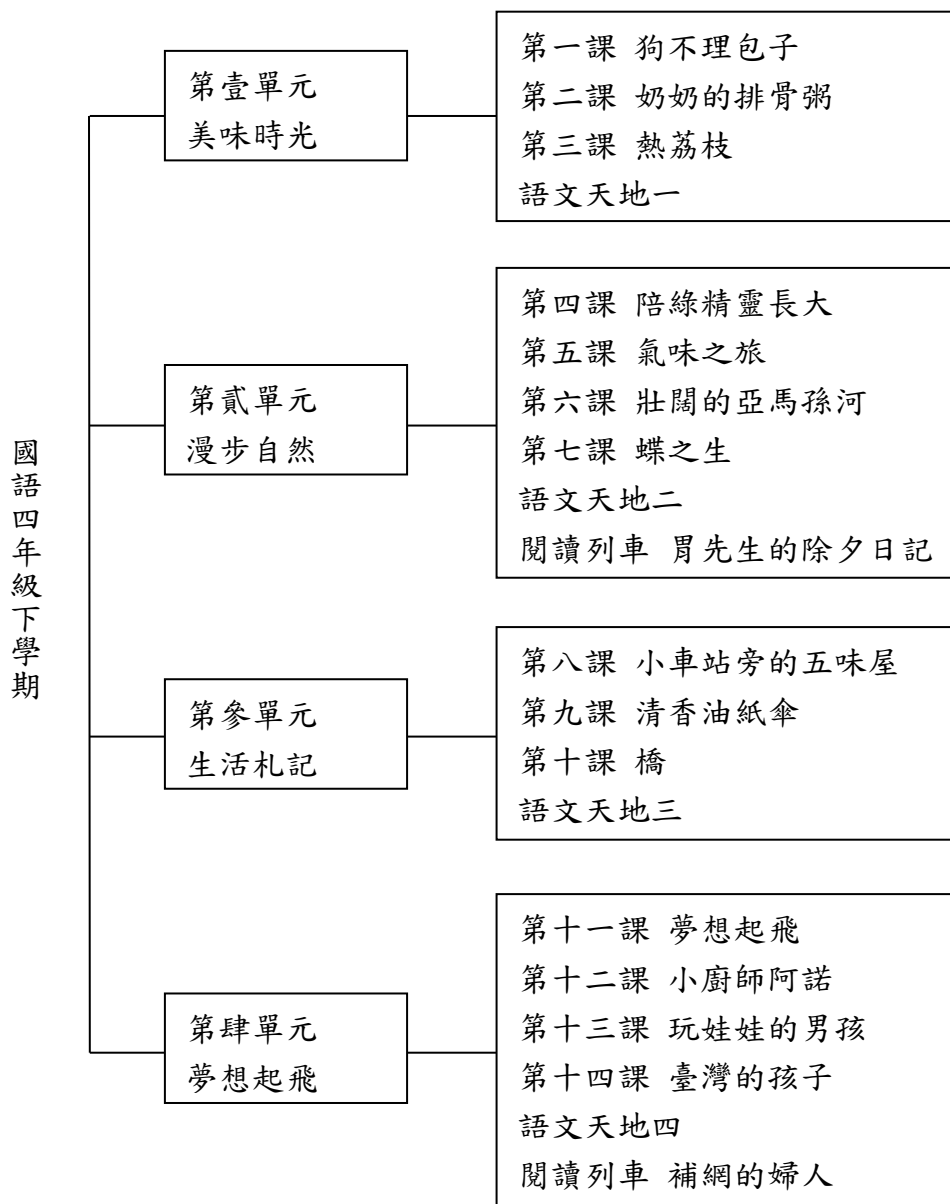 國語四年級下學期
第壹單元
美味時光
第一課 狗不理包子
第二課 奶奶的排骨粥
第三課 熱荔枝
語文天地一
第貳單元
漫步自然
第四課 陪綠精靈長大
第五課 氣味之旅
第六課 壯闊的亞馬孫河
第七課 蝶之生
語文天地二
閱讀列車 胃先生的除夕日記
第參單元
生活札記
第八課 小車站旁的五味屋
第九課 清香油紙傘
第十課 橋
語文天地三
第肆單元
夢想起飛
第十一課 夢想起飛
第十二課 小廚師阿諾
第十三課 玩娃娃的男孩
第十四課 臺灣的孩子
語文天地四
閱讀列車 補網的婦人